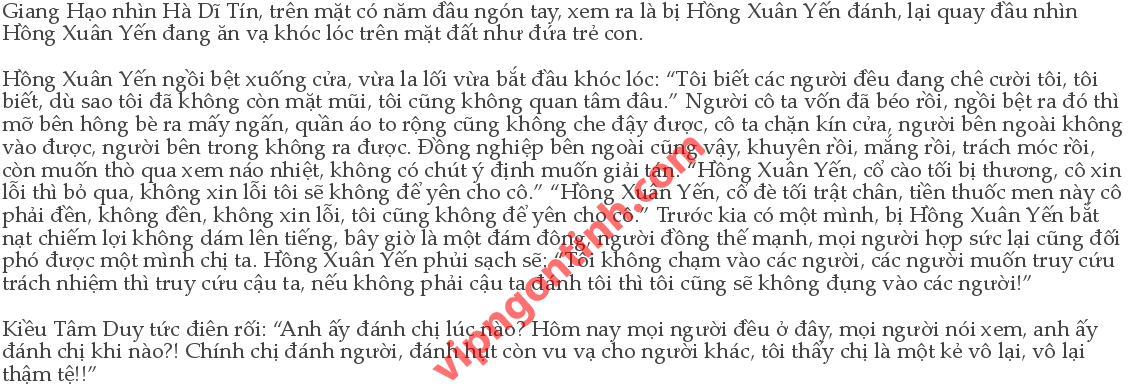 Giang Hạo nhìn Hà Dĩ Tín, trên mặt có năm đầu ngón tay, xem ra là bị Hồng Xuân Yến đánh, lại quay đầu nhìn
Hồng Xuân Yến đang ăn vạ khóc lóc trên mặt đất như đứa trẻ con.
Hồng Xuân Yến ngồi bệt xuống cửa, vừa la lối vừa bắt đầu khóc lóc: “Tôi biết các người đều đang chê cười tôi, tôi
biết, dù sao tôi đã không còn mặt mũi, tôi cũng không quan tâm đâu.” Người cô ta vốn đã béo rồi, ngồi bệt ra đó thì
mỡ bên hông bè ra mấy ngấn, quần áo to rộng cũng không che đậy được, cô ta chặn kín cửa, người bên ngoài không
vào được, người bên trong không ra được. Đồng nghiệp bên ngoài cũng vậy, khuyên rồi, mắng rồi, trách móc rồi,
còn muốn thò qua xem náo nhiệt, không có chút ý định muốn giải tán. “Hồng Xuân Yến, cổ cào tối bị thương, cô xin
lỗi thì bỏ qua, không xin lỗi tôi sẽ không để yên cho cô.” “Hồng Xuân Yến, cô đè tối trật chân, tiền thuốc men này cô
phải đền, không đền, không xin lỗi, tôi cũng không để yên cho cô.” Trước kia có một mình, bị Hồng Xuân Yến bắt
nạt chiếm lợi không dám lên tiếng, bây giờ là một đám đông, người đồng thế mạnh, mọi người hợp sức lại cũng đối
phó được một mình chị ta. Hồng Xuân Yến phủi sạch sẽ: “Tôi không chạm vào các người, các người muốn truy cứu
trách nhiệm thì truy cứu cậu ta, nếu không phải cậu ta đánh tôi thì tôi cũng sẽ không đụng vào các người!”
Kiều Tâm Duy tức điên rối: “Anh ấy đánh chị lúc nào? Hôm nay mọi người đều ở đây, mọi người nói xem, anh ấy
đánh chị khi nào?! Chính chị đánh người, đánh hụt còn vu vạ cho người khác, tôi thấy chị là một kẻ vô lại, vô lại
thậm tệ!!”
vipngontinh.com